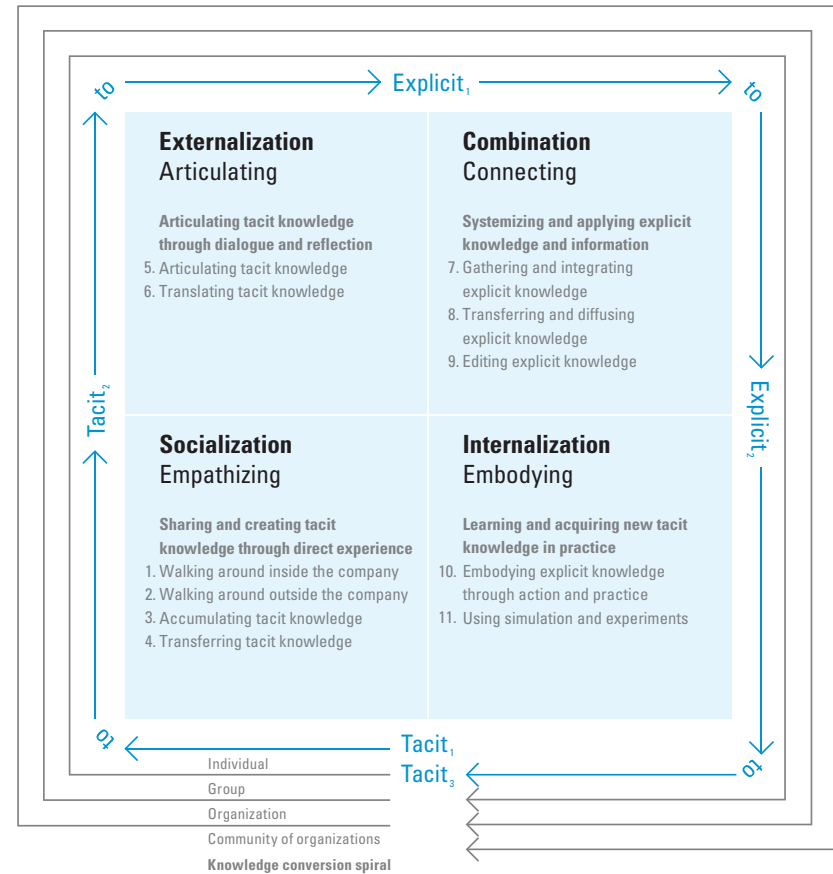 to
Explicit₁
to
Externalization
Articulating
Articulating tacit knowledge
through dialogue and reflection
5. Articulating tacit knowledge
6. Translating tacit knowledge
Combination
Connecting
Systemizing and applying explicit
knowledge and information
7. Gathering and integrating
explicit knowledge
8. Transferring and diffusing
explicit knowledge
9. Editing explicit knowledge
Tacit₂
Explicit₂
Socialization
Empathizing
Sharing and creating tacit
knowledge through direct experience
1. Walking around inside the company
2. Walking around outside the company
3. Accumulating tacit knowledge
4. Transferring tacit knowledge
Internalization
Embodying
Learning and acquiring new tacit
knowledge in practice
10. Embodying explicit knowledge
through action and practice
11. Using simulation and experiments
to
Tacit₁
Tacit₃
to
Individual
Group
Organization
Community of organizations
Knowledge conversion spiral